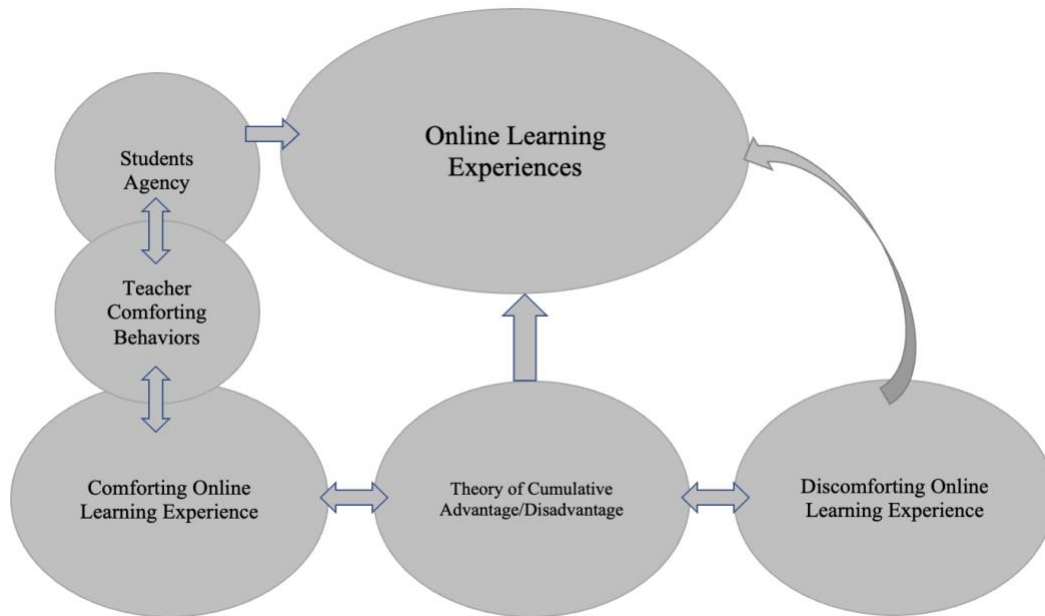 Online Learning
Experiences
Students
Agency
Teacher
Comforting
Behaviors
Comforting Online
Learning Experience
Theory of Cumulative
Advantage/Disadvantage
Discomforting Online
Learning Experience